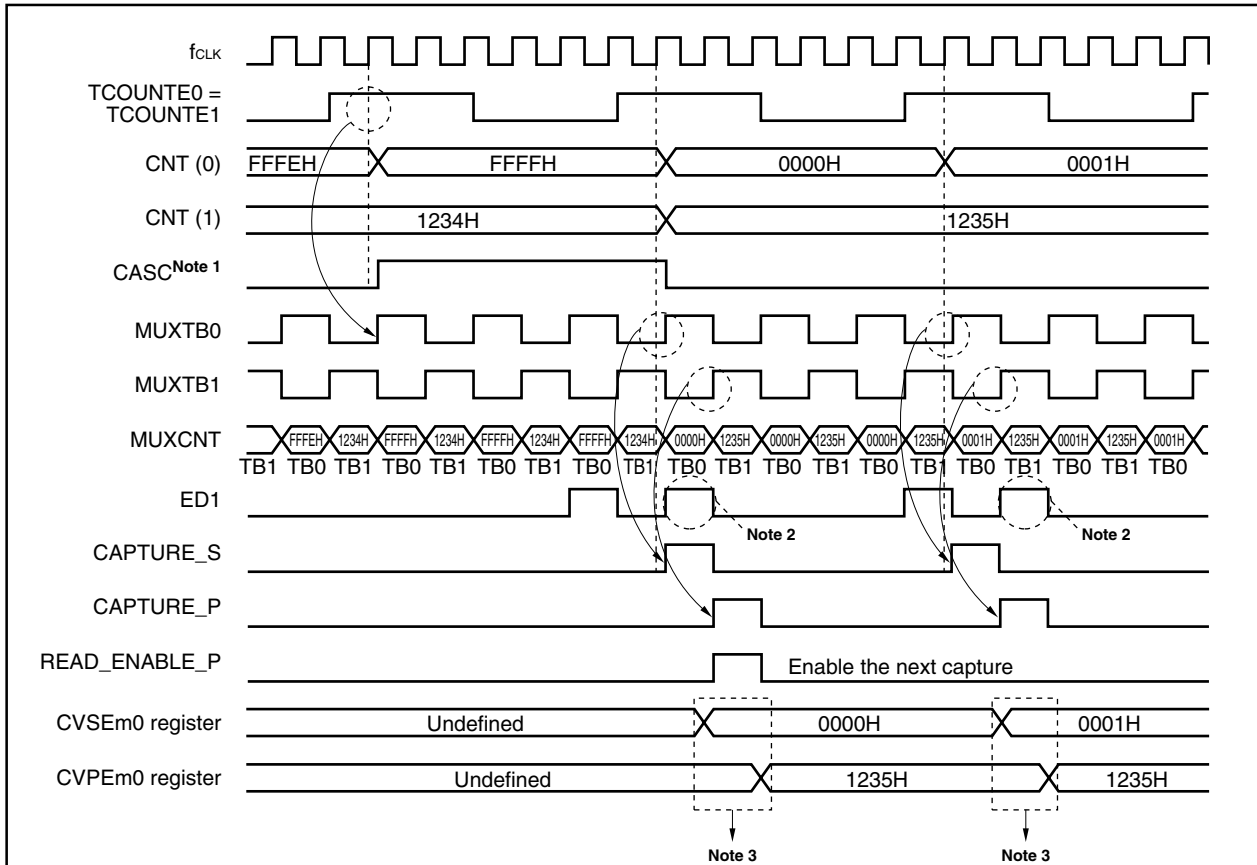 fCLK
TCOUNTE0 =
TCOUNTE1
CNT (0)
FFFEH FFFFH 0000H 0001H
CNT (1)
1234H 1235H
CASC Note 1
MUXTB0
MUXTB1
MUXCNT
FFFEH 1234H FFFFH 1234H FFFFH 1234H FFFFH 1234H 0000H 1235H 0000H 1235H 0000H 1235H 0001H 1235H 0001H 1235H 0001H
TB1 TB0 TB1 TB0 TB1 TB0 TB1 TB0 TB1 TB0 TB1 TB0 TB1 TB0 TB1 TB0 TB1 TB0 TB1 TB0
ED1
Note 2 Note 2
CAPTURE_S
CAPTURE_P
READ_ENABLE_P
Enable the next capture
CVSEm0 register
Undefined 0000H 0001H
CVPEm0 register
Undefined 1235H 1235H
Note 3 Note 3